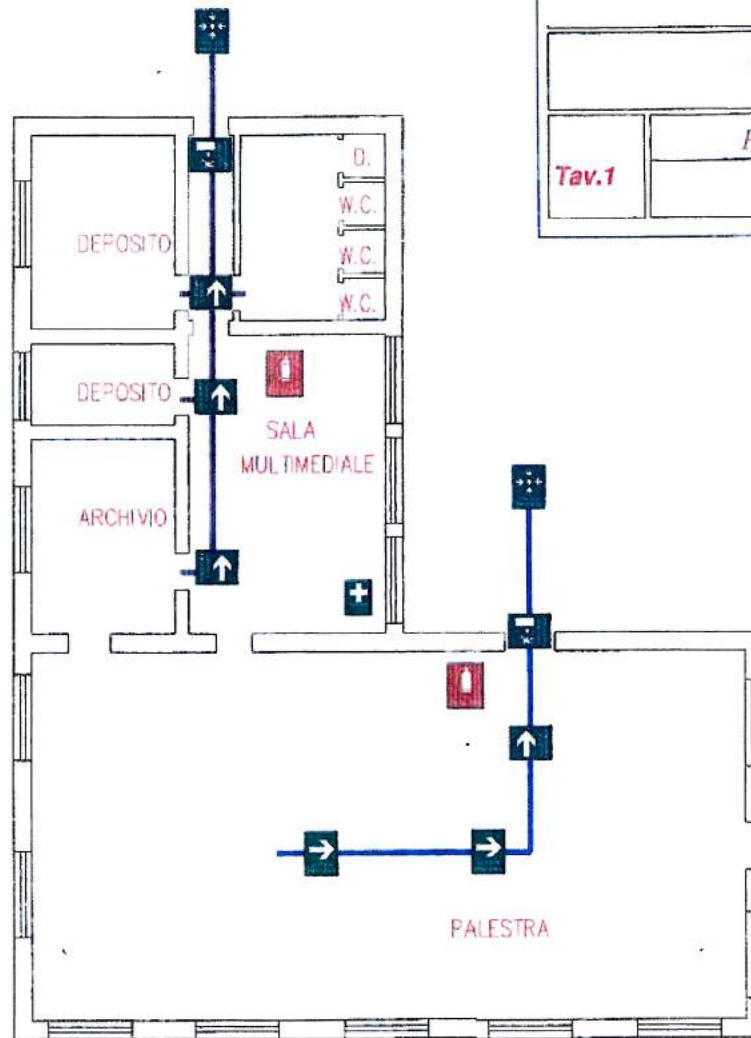 Tav.1
D.
W.C.
DEPOSITO
W.C.
W.C.
DEPOSITO
SALA
MULTIMEDIALE
ARCHIVIO
PALESTRA